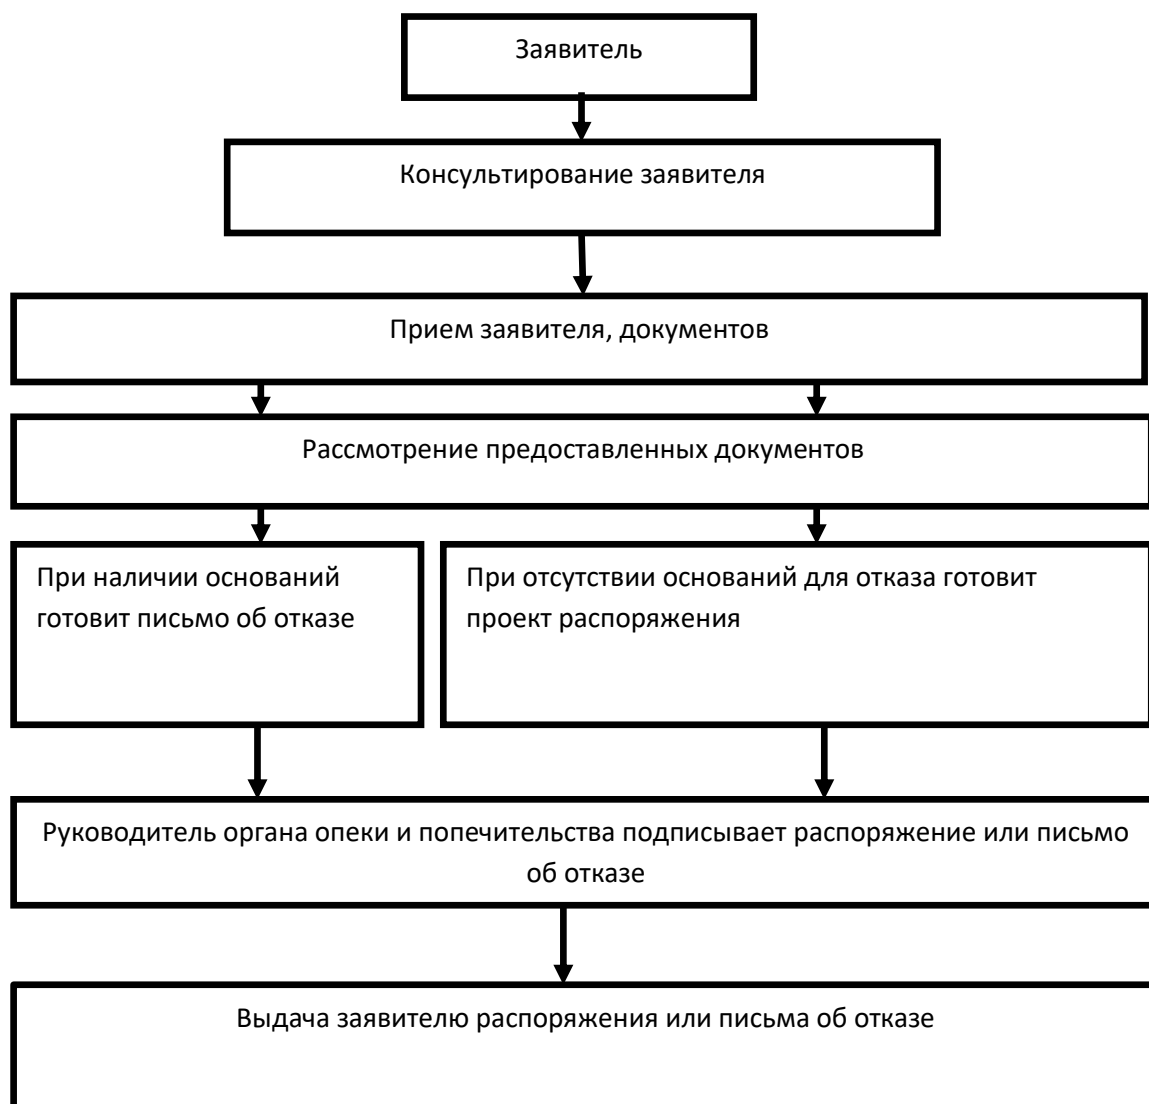 Заявитель
Консультирование заявителя
Прием заявителя, документов
Рассмотрение предоставленных документов
При наличии оснований
готовит письмо об отказе
При отсутствии оснований для отказа готовит
проект распоряжения
Руководитель органа опеки и попечительства подписывает распоряжение или письмо
об отказе
Выдача заявителю распоряжения или письма об отказе